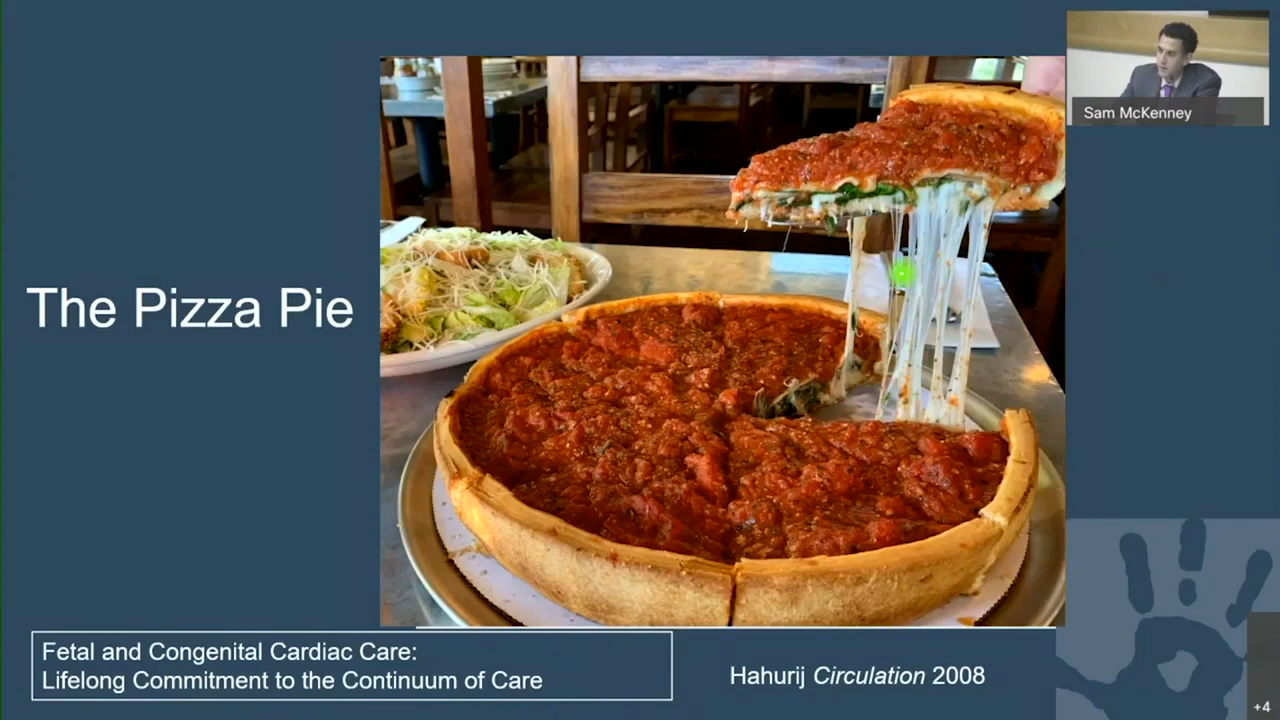 Sam McKenney
The Pizza Pie
Fetal and Congenital Cardiac Care:
Lifelong Commitment to the Continuum of Care
Hahurij Circulation 2008
+4